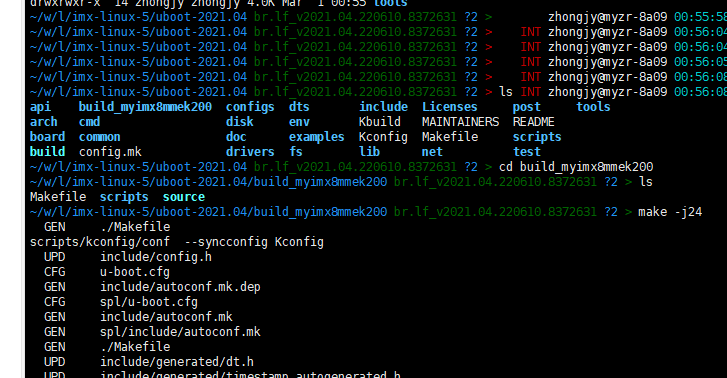 drwxrwxr-x  14 zhongjy zhongjy 4.0K Mar  1 00:55 tools
~/w/l/imx-linux-5/uboot-2021.04 br.lf_v2021.04.220610.8372631 ?2 > zhongjy@myzr-8a09 00:55:58
~/w/l/imx-linux-5/uboot-2021.04 br.lf_v2021.04.220610.8372631 ?2 > INT zhongjy@myzr-8a09 00:56:04
~/w/l/imx-linux-5/uboot-2021.04 br.lf_v2021.04.220610.8372631 ?2 > INT zhongjy@myzr-8a09 00:56:04
~/w/l/imx-linux-5/uboot-2021.04 br.lf_v2021.04.220610.8372631 ?2 > INT zhongjy@myzr-8a09 00:56:05
~/w/l/imx-linux-5/uboot-2021.04 br.lf_v2021.04.220610.8372631 ?2 > INT zhongjy@myzr-8a09 00:56:08
~/w/l/imx-linux-5/uboot-2021.04 br.lf_v2021.04.220610.8372631 ?2 > ls INT zhongjy@myzr-8a09 00:56:08
api build_myimx8mmek200 configs dts include Licenses post tools
arch cmd disk env Kbuild MAINTAINERS README
board common doc examples Kconfig Makefile scripts
build config.mk drivers fs lib net test
~/w/l/imx-linux-5/uboot-2021.04 br.lf_v2021.04.220610.8372631 ?2 > cd build_myimx8mmek200
~/w/l/imx-linux-5/uboot-2021.04/build_myimx8mmek200 br.lf_v2021.04.220610.8372631 ?2 > ls
Makefile scripts source
~/w/l/imx-linux-5/uboot-2021.04/build_myimx8mmek200 br.lf_v2021.04.220610.8372631 ?2 > make -j24
GEN ./Makefile
scripts/kconfig/conf --syncconfig Kconfig
UPD include/config.h
CFG u-boot.cfg
GEN include/autoconf.mk.dep
CFG spl/u-boot.cfg
GEN include/autoconf.mk
GEN spl/include/autoconf.mk
UPD include/generated/dt.h
UPD include/generated/timestamp_autogenerated.h